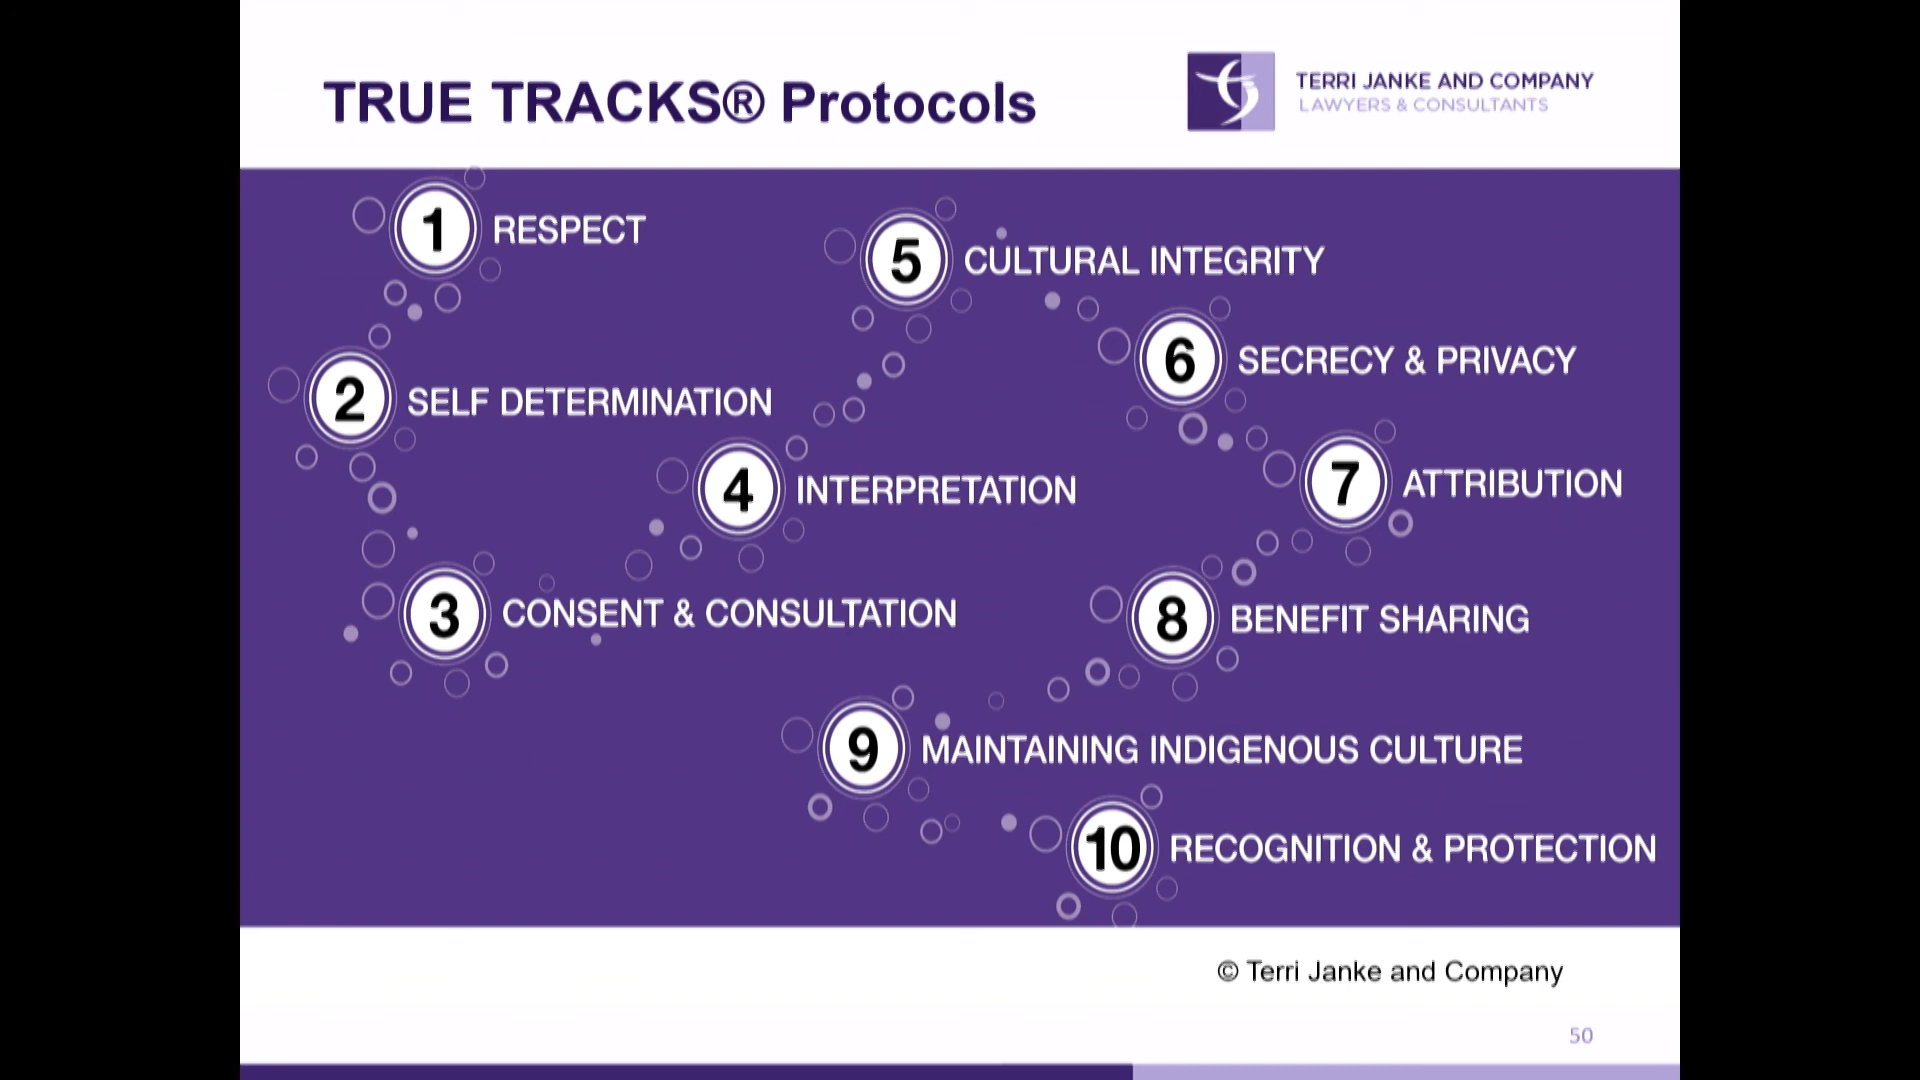 TRUE TRACKS® Protocols
TERRI JANKE AND COMPANY
LAWYERS & CONSULTANTS
1 RESPECT
2 SELF DETERMINATION
3 CONSENT & CONSULTATION
4 INTERPRETATION
5 CULTURAL INTEGRITY
6 SECRECY & PRIVACY
7 ATTRIBUTION
8 BENEFIT SHARING
9 MAINTAINING INDIGENOUS CULTURE
10 RECOGNITION & PROTECTION
© Terri Janke and Company
50